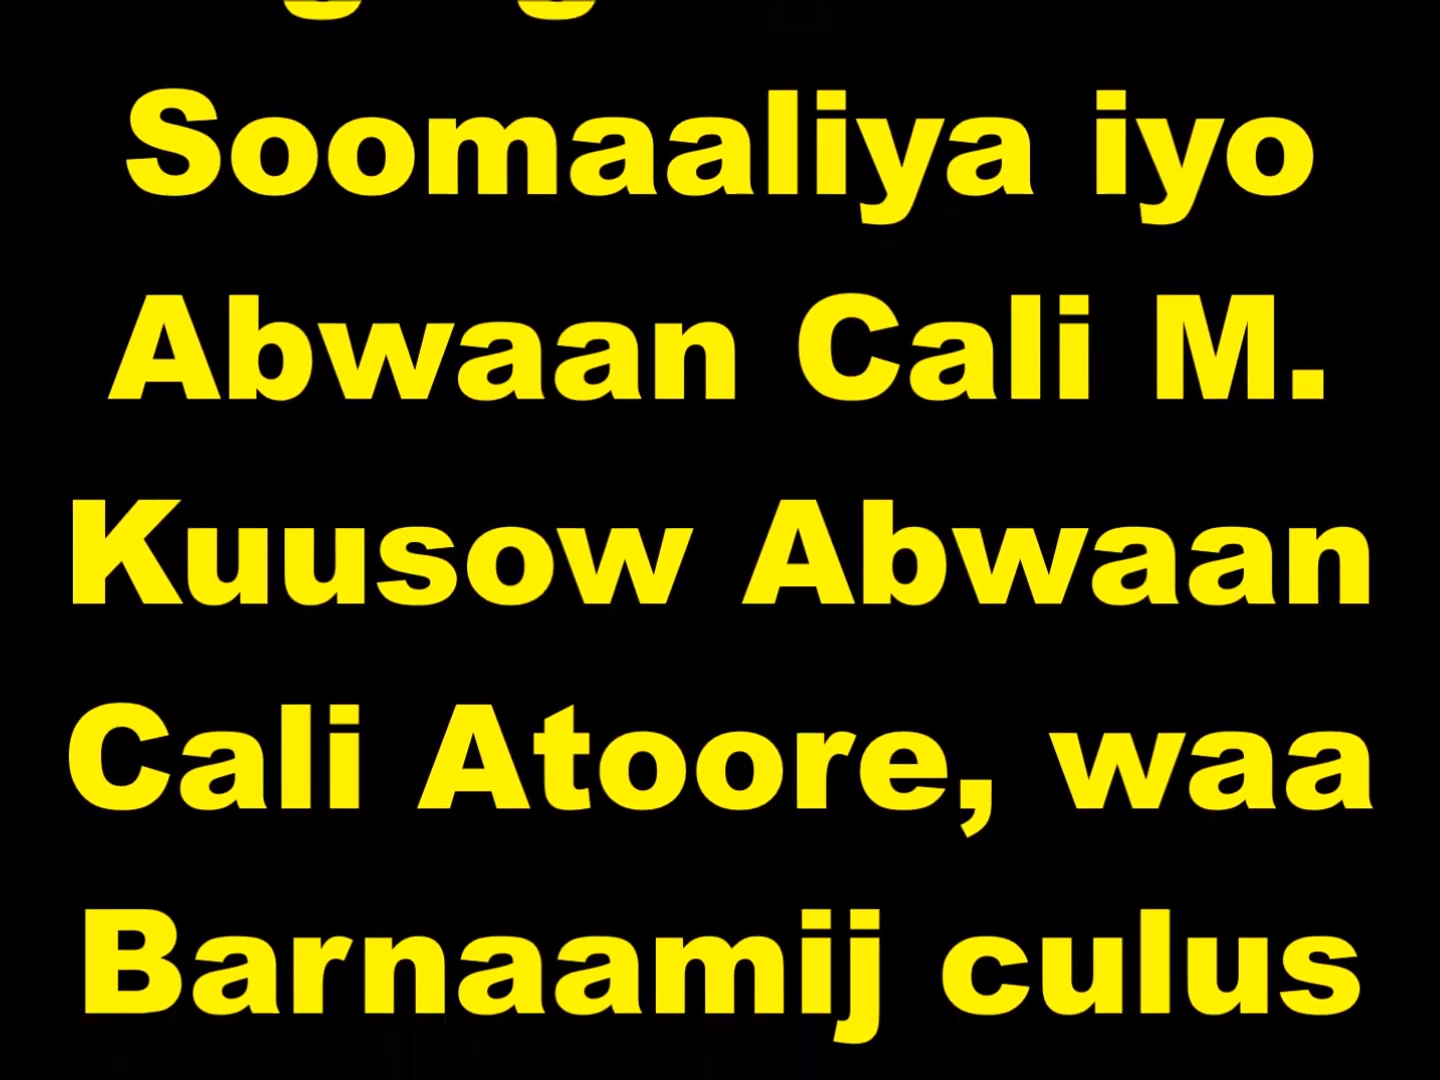 Soomaaliya iyo
Abwaan Cali M.
Kuusow Abwaan
Cali Atoore, waa
Barnaamij culus